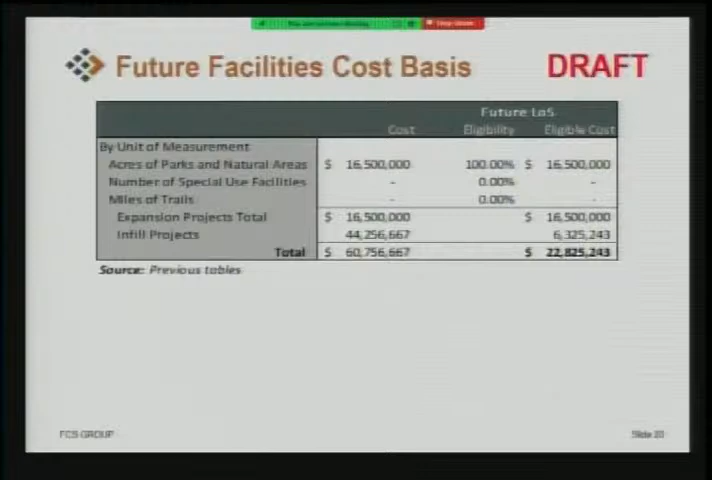 Future Facilities Cost Basis DRAFT
Future LoS
Cost Eligibility Eligible Cost
By Unit of Measurement
Acres of Parks and Natural Areas $ 16,500,000 100.00% $ 16,500,000
Number of Special Use Facilities - 0.00% -
Miles of Trails - 0.00% -
Expansion Projects Total $ 16,500,000 $ 16,500,000
Infill Projects 44,256,667 6,325,243
Total $ 60,756,667 $ 22,825,243
Source: Previous tables
FCS GROUP Slide 20